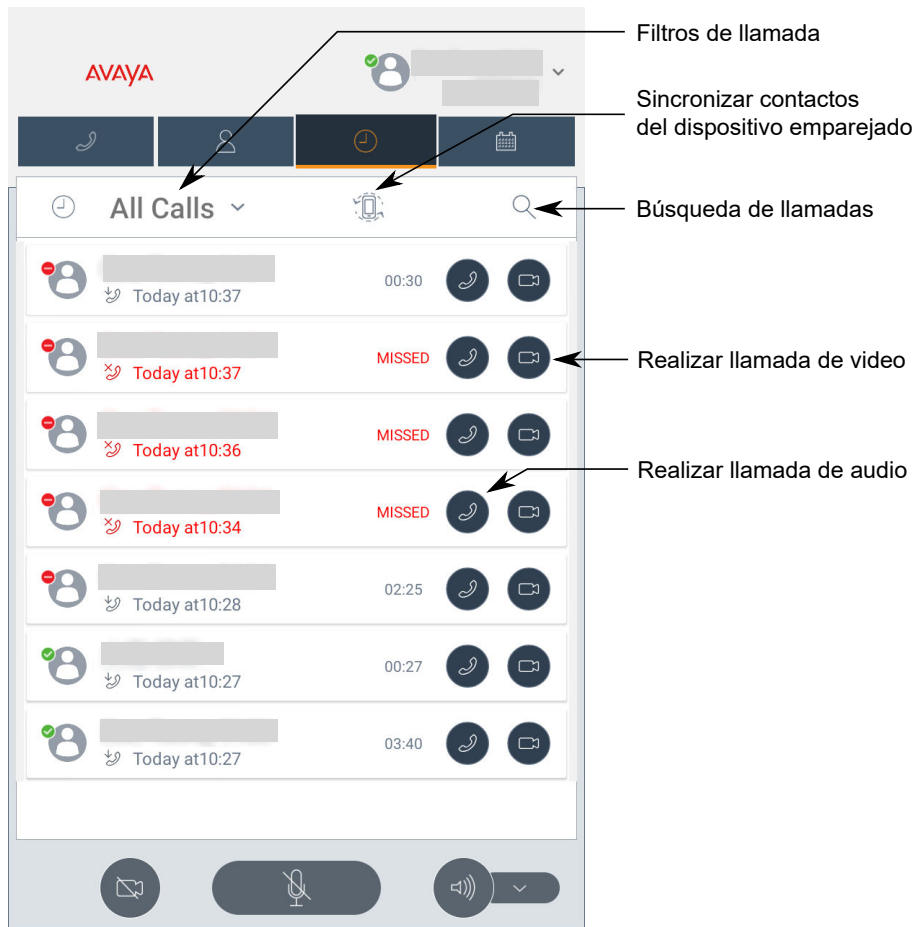 Filtros de llamada
AVAYA
Sincronizar contactos
del dispositivo emparejado
All Calls
Búsqueda de llamadas
00:30
Today at10:37
MISSED
Realizar llamada de video
Today at10:37
MISSED
Today at10:36
Realizar llamada de audio
MISSED
Today at10:34
02:25
Today at10:28
00:27
Today at10:27
03:40
Today at10:27